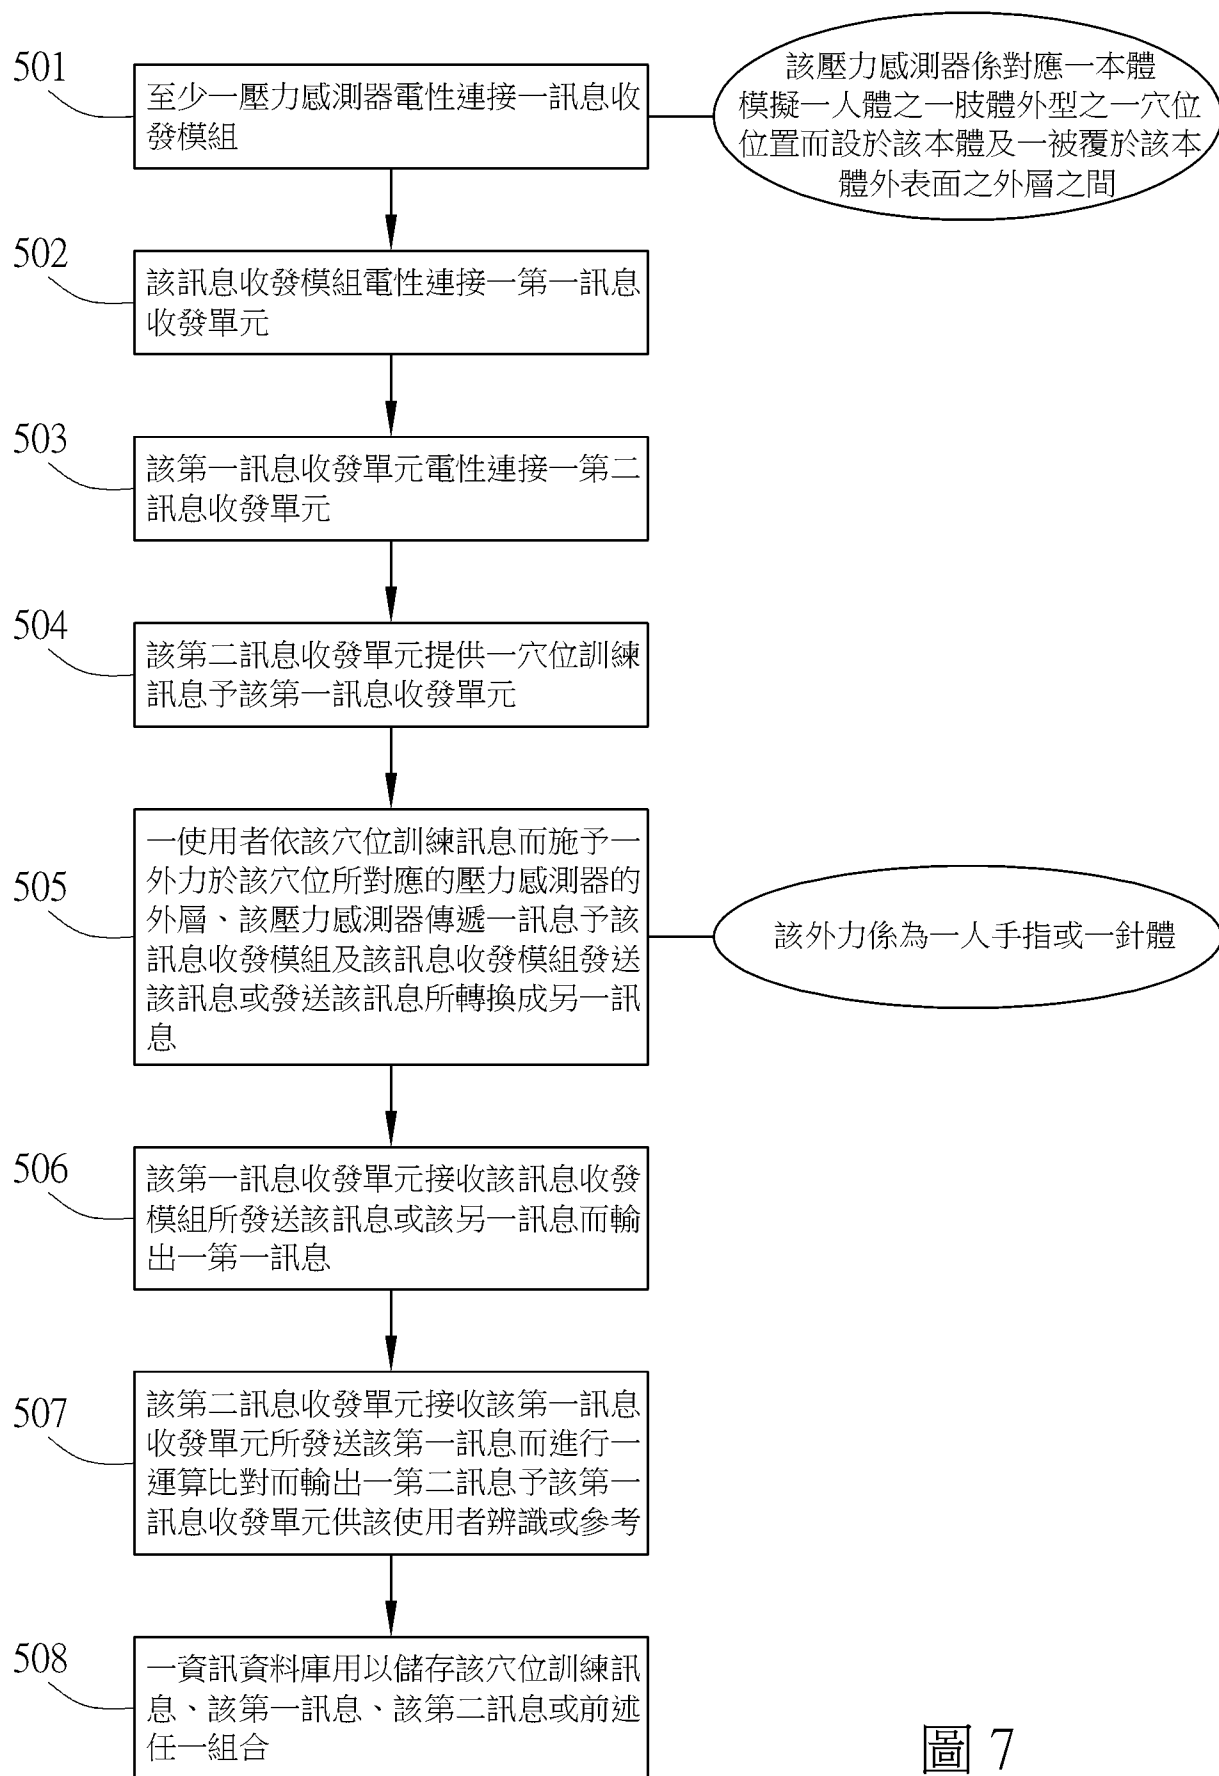 501
至少一壓力感測器電性連接一訊息收
發模組
該壓力感測器係對應一本體
模擬一人體之一肢體外型之一穴位
位置而設於該本體及一被覆於該本
體外表面之外層之間
502
該訊息收發模組電性連接一第一訊息
收發單元
503
該第一訊息收發單元電性連接一第二
訊息收發單元
504
該第二訊息收發單元提供一穴位訓練
訊息予該第一訊息收發單元
505
一使用者依該穴位訓練訊息而施予一
外力於該穴位所對應的壓力感測器的
外層、該壓力感測器傳遞一訊息予該
訊息收發模組及該訊息收發模組發送
該訊息或發送該訊息所轉換成另一訊
息
該外力係為一人手指或一針體
506
該第一訊息收發單元接收該訊息收發
模組所發送該訊息或該另一訊息而輸
出一第一訊息
507
該第二訊息收發單元接收該第一訊息
收發單元所發送該第一訊息而進行一
運算比對而輸出一第二訊息予該第一
訊息收發單元供該使用者辨識或參考
508
一資訊資料庫用以儲存該穴位訓練訊
息、該第一訊息、該第二訊息或前述
任一組合
圖 7